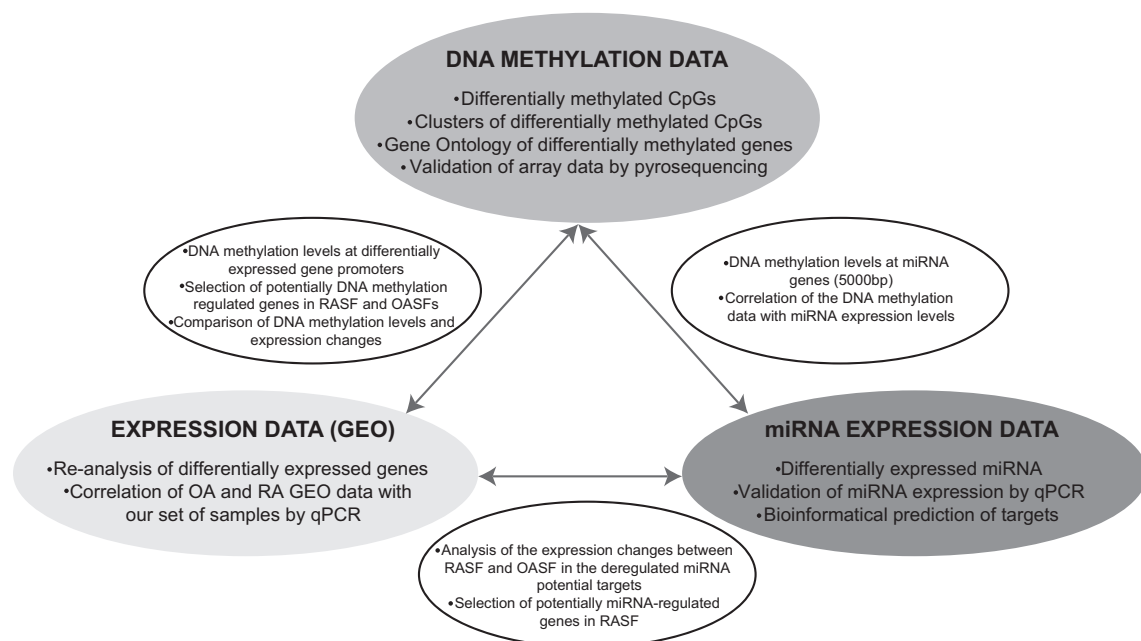 DNA METHYLATION DATA
•Differentially methylated CpGs
•Clusters of differentially methylated CpGs
•Gene Ontology of differentially methylated genes
•Validation of array data by pyrosequencing
•DNA methylation levels at differentially
expressed gene promoters
•Selection of potentially DNA methylation
regulated genes in RASF and OASFs
•Comparison of DNA methylation levels and
expression changes
•DNA methylation levels at miRNA
genes (5000bp)
•Correlation of the DNA methylation
data with miRNA expression levels
EXPRESSION DATA (GEO)
•Re-analysis of differentially expressed genes
•Correlation of OA and RA GEO data with
our set of samples by qPCR
miRNA EXPRESSION DATA
•Differentially expressed miRNA
•Validation of miRNA expression by qPCR
•Bioinformatical prediction of targets
•Analysis of the expression changes between
RASF and OASF in the deregulated miRNA
potential targets
•Selection of potentially miRNA-regulated
genes in RASF